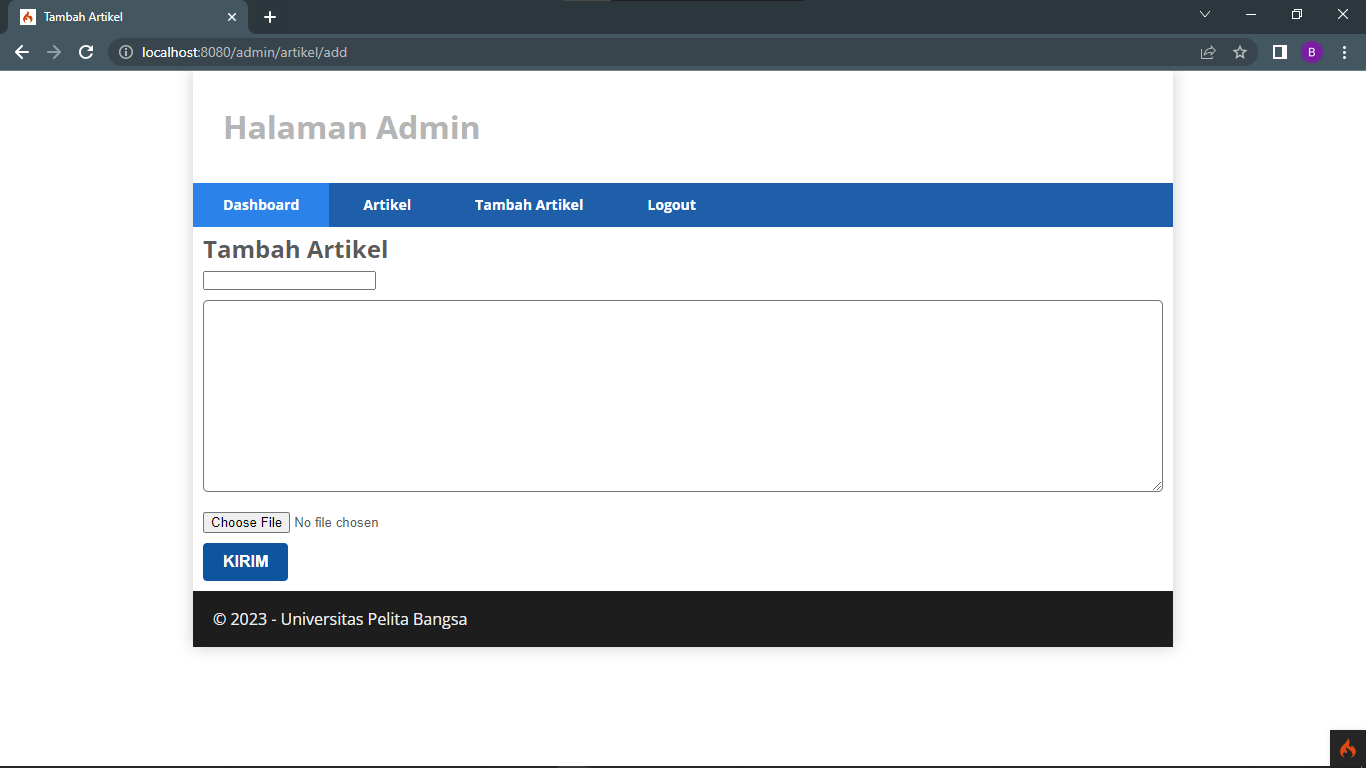 Tambah Artikel
localhost:8080/admin/artikel/add
B
Halaman Admin
Dashboard Artikel Tambah Artikel Logout
Tambah Artikel
Choose File No file chosen
KIRIM
© 2023 - Universitas Pelita Bangsa